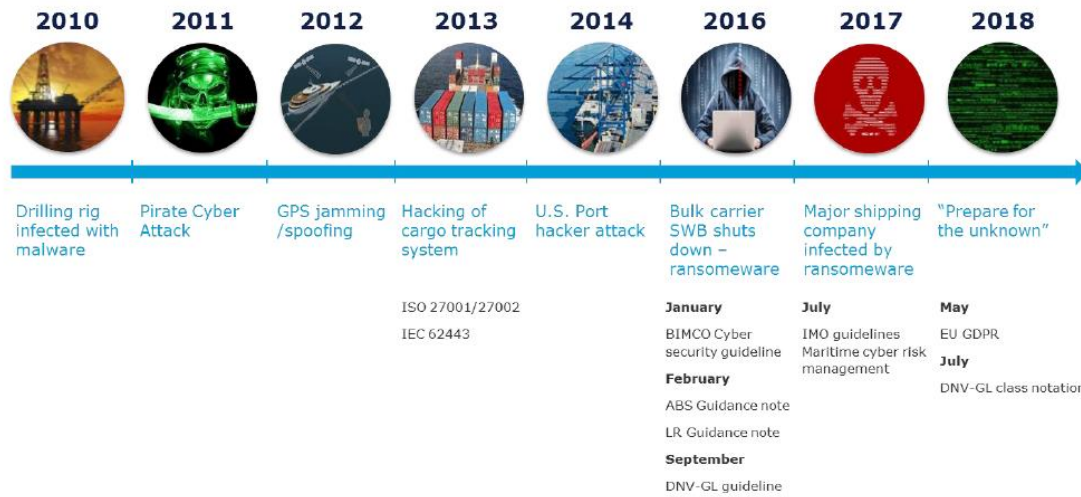 2010
2011
2012
2013
2014
2016
2017
2018
Drilling rig
infected with
malware
Pirate Cyber
Attack
GPS jamming
/spoofing
Hacking of
cargo tracking
system
ISO 27001/27002
IEC 62443
U.S. Port
hacker attack
Bulk carrier
SWB shuts
down –
ransomeware
January
BIMCO Cyber
security guideline
February
ABS Guidance note
LR Guidance note
September
DNV-GL guideline
Major shipping
company
infected by
ransomeware
July
IMO guidelines
Maritime cyber risk
management
“Prepare for
the unknown”
May
EU GDPR
July
DNV-GL class notation